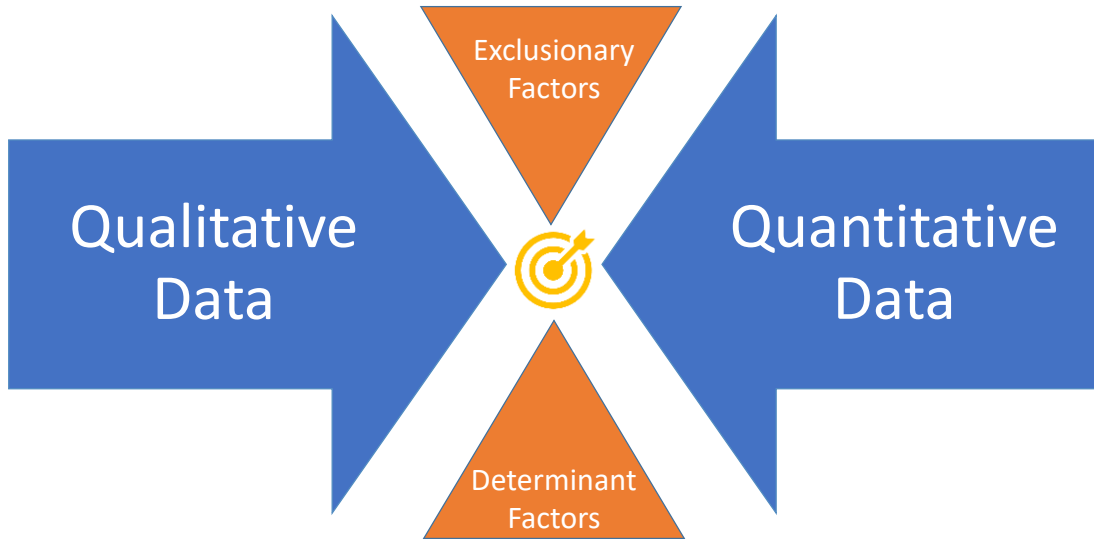 Exclusionary
Factors
Qualitative
Data
Quantitative
Data
Determinant
Factors